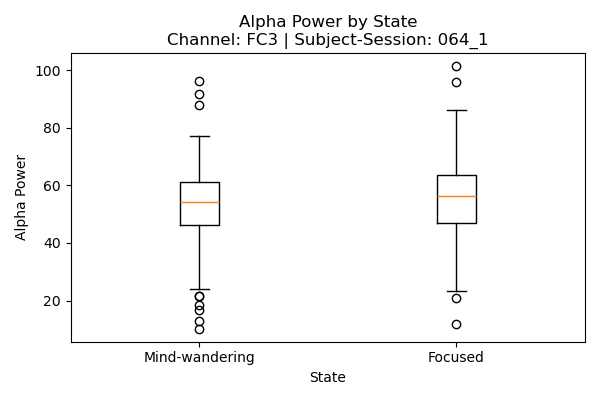 Alpha Power by State
Channel: FC3 | Subject-Session: 064_1
100
80
60
40
20
Alpha Power
Mind-wandering
Focused
State